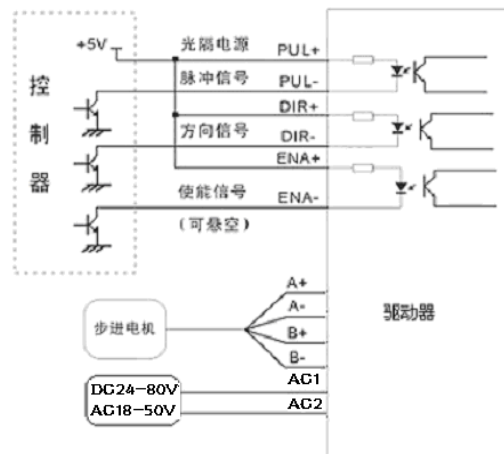 +5V
光隔电源
PUL+
脉冲信号
PUL-
DIR+
方向信号
DIR-
ENA+
使能信号
ENA-
(可悬空)
控制器
A+
A-
步进电机
B+
B-
驱动器
AC1
DC24-80V
AC2
AC18-50V